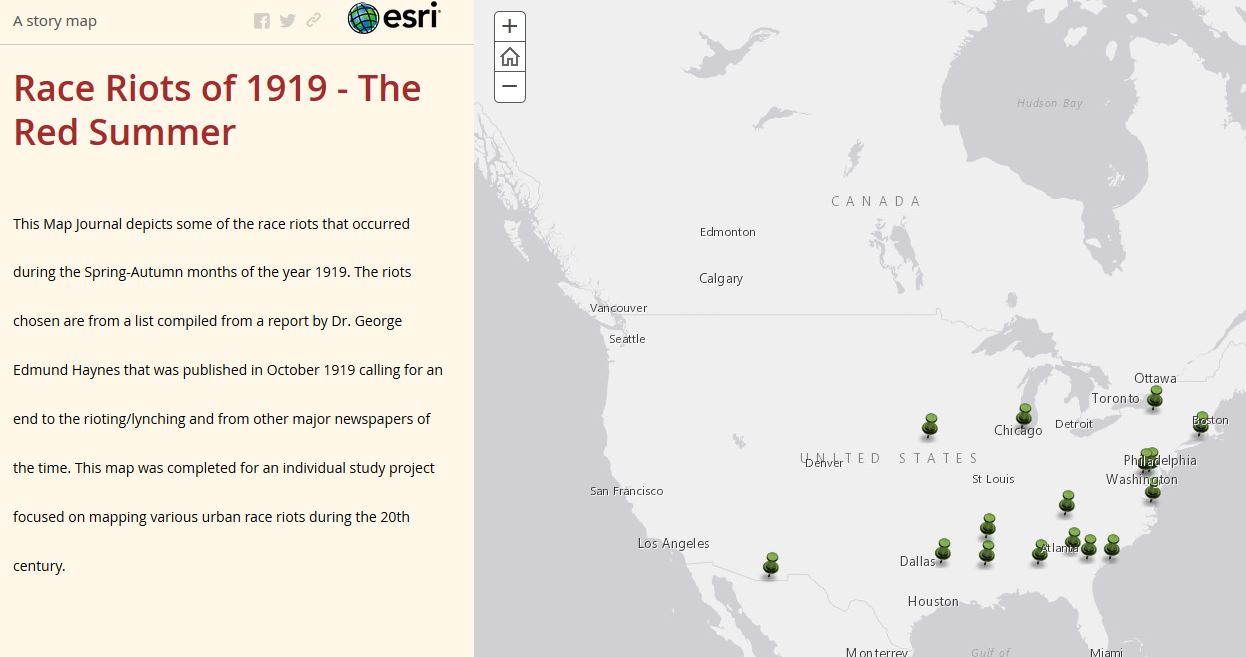 A story map
esri
Race Riots of 1919 - The
Red Summer
This Map Journal depicts some of the race riots that occurred
during the Spring-Autumn months of the year 1919. The riots
chosen are from a list compiled from a report by Dr. George
Edmund Haynes that was published in October 1919 calling for an
end to the rioting/lynching and from other major newspapers of
the time. This map was completed for an individual study project
focused on mapping various urban race riots during the 20th
century.
+
−
Hudson Bay
CANADA
Edmonton
Calgary
Vancouver
Seattle
Ottawa
Toronto
Boston
Detroit
Chicago
UNITED STATES
Denver
Philadelphia
Washington
St Louis
San Francisco
Los Angeles
Atlanta
Dallas
Houston
Monterrey
Gulf of
Miami